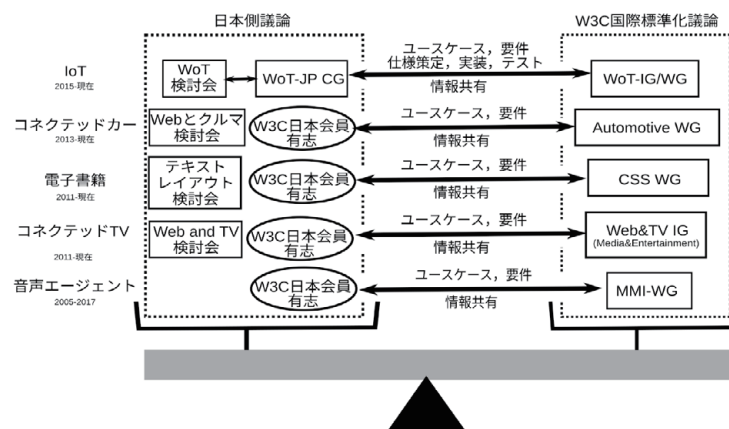 日本側議論
W3C国際標準化議論
IoT
2015-現在
WoT
検討会
WoT-JP CG
ユースケース，要件
仕様策定，実装，テスト
情報共有
WoT-IG/WG
コネクテッドカー
2013-現在
Webとクルマ
検討会
W3C日本会員
有志
ユースケース，要件
情報共有
Automotive WG
電子書籍
2011-現在
テキスト
レイアウト
検討会
W3C日本会員
有志
ユースケース，要件
情報共有
CSS WG
コネクテッドTV
2011-現在
Web and TV
検討会
W3C日本会員
有志
ユースケース，要件
情報共有
Web&TV IG
(Media&Entertainment)
音声エージェント
2005-2017
W3C日本会員
有志
ユースケース，要件
情報共有
MMI-WG